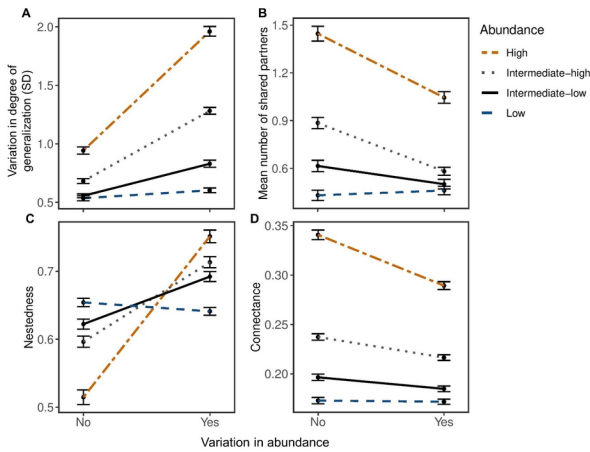 A
B
Abundance
High
Intermediate−high
Intermediate−low
Low
Variation in degree of
generalization (SD)
2.0
1.5
1.0
0.5
Mean number of shared partners
1.5
1.2
0.9
0.6
C
D
Nestedness
0.7
0.6
0.5
Connectance
0.35
0.30
0.25
0.20
No
Yes
No
Yes
Variation in abundance